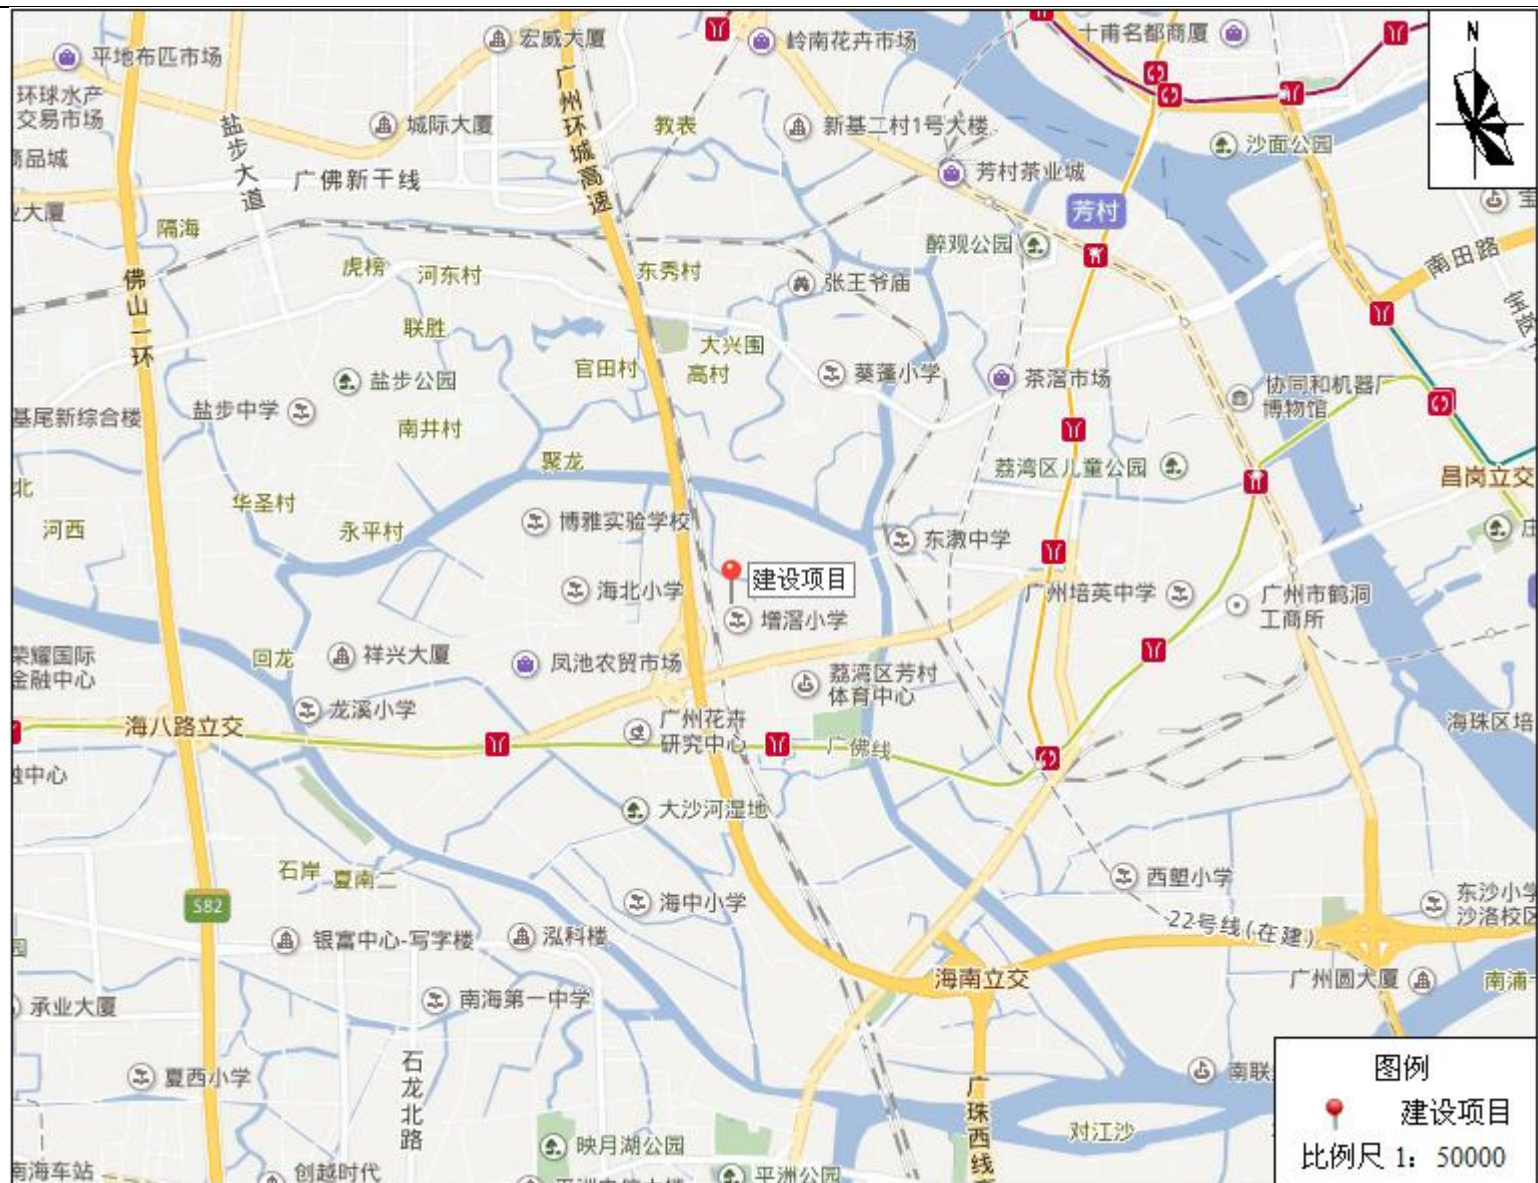 宏威大厦
岭南花卉市场
十甫名都商厦
N
平地布匹市场
环球水产
交易市场
城际大厦
教表
新基二村1号大楼
沙面公园
商品城
盐步大道
广佛新干线
广州环城高速
芳村茶业城
芳村
隔海
醉观公园
南田路
虎榜
河东村
东秀村
张王爷庙
佛山一环
联胜
官田村
大兴围
高村
葵蓬小学
茶滘市场
协同和机器厂
博物馆
盐步公园
盐步中学
基尾新综合楼
南井村
聚龙
荔湾区儿童公园
昌岗立交
北
河西
华圣村
永平村
博雅实验学校
东漖中学
建设项目
海北小学
增滘小学
广州培英中学
广州市鹤洞
工商所
荣耀国际
金融中心
回龙
祥兴大厦
凤池农贸市场
荔湾区芳村
体育中心
龙溪小学
海八路立交
广州花卉
研究中心
广佛线
海珠区培
融中心
大沙河湿地
石岸
夏南二
西塱小学
S82
海中小学
东沙小学
沙洛校区
22号线(在建)
银富中心-写字楼
泓科楼
海南立交
广州圆大厦
南浦
承业大厦
南海第一中学
夏西小学
石龙北路
广珠西线
南联
对江沙
映月湖公园
平洲公园
南海车站
创越时代
图例
建设项目
比例尺 1：50000